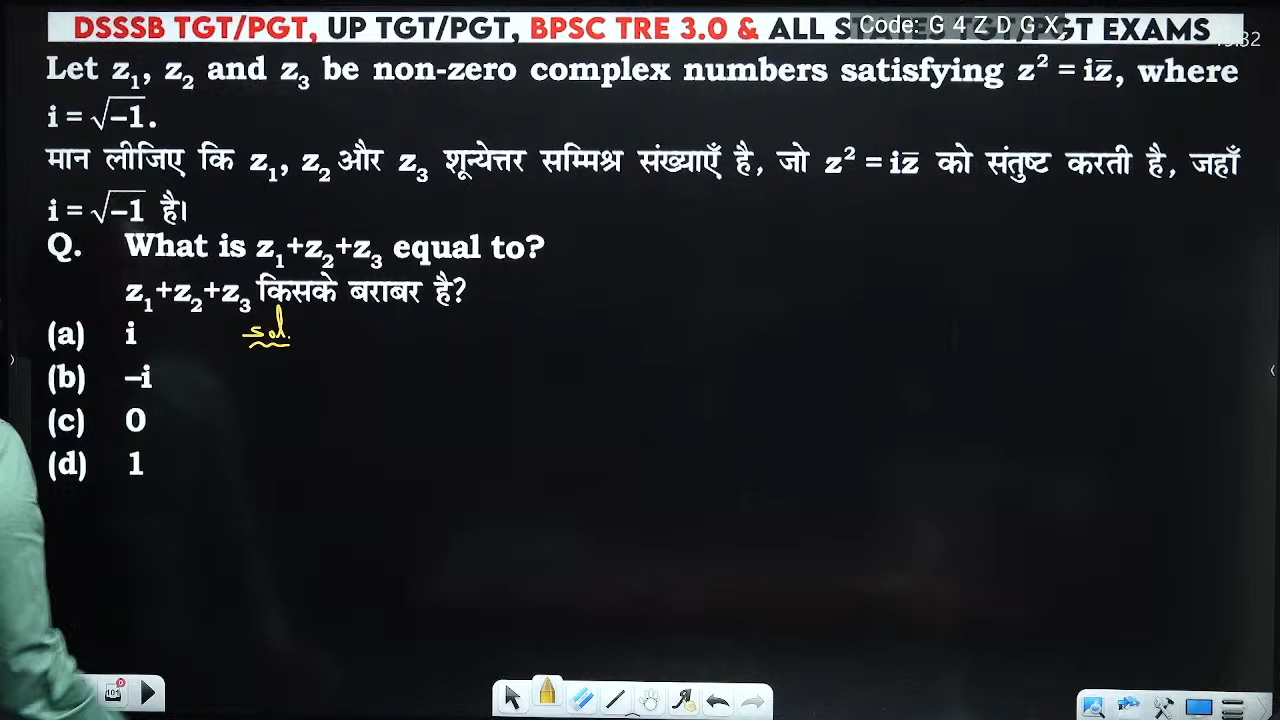 DSSSB TGT/PGT, UP TGT/PGT, BPSC TRE 3.0 & ALL EXAMS
Code: G 4 Z D G X
Let z₁, z₂ and z₃ be non-zero complex numbers satisfying z² = iz̅, where
i = √−1.
मान लीजिए कि z₁, z₂ और z₃ शून्येत्तर सम्मिश्र संख्याएँ है, जो z² = iz̅ को संतुष्ट करती है, जहाँ
i = √−1 है।
Q. What is z₁+z₂+z₃ equal to?
z₁+z₂+z₃ किसके बराबर है?
(a) i
sol.
(b) –i
(c) 0
(d) 1